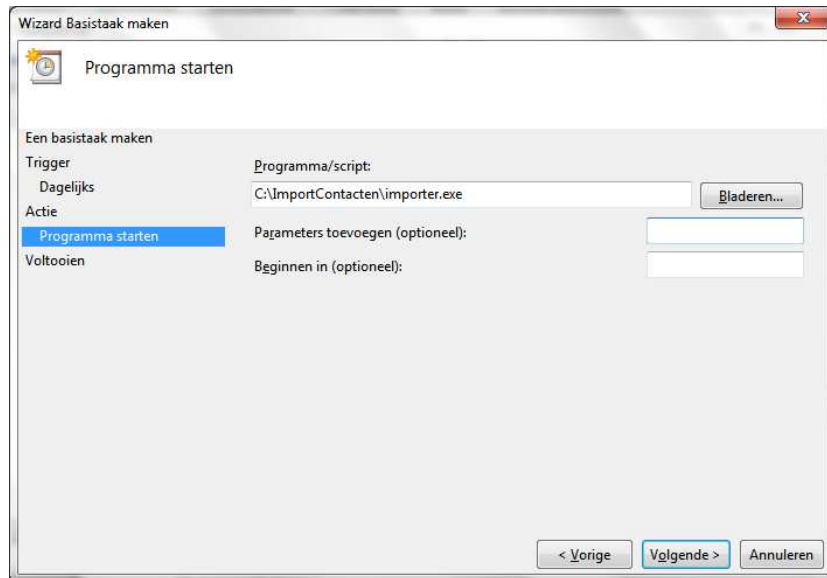 Wizard Basistaak maken
Programma starten
Een basistaak maken
Trigger
Dagelijks
Actie
Programma starten
Voltooien
Programma/script:
C:\ImportContacten\importer.exe
Bladeren...
Parameters toevoegen (optioneel):
Beginnen in (optioneel):
< Vorige
Volgende >
Annuleren